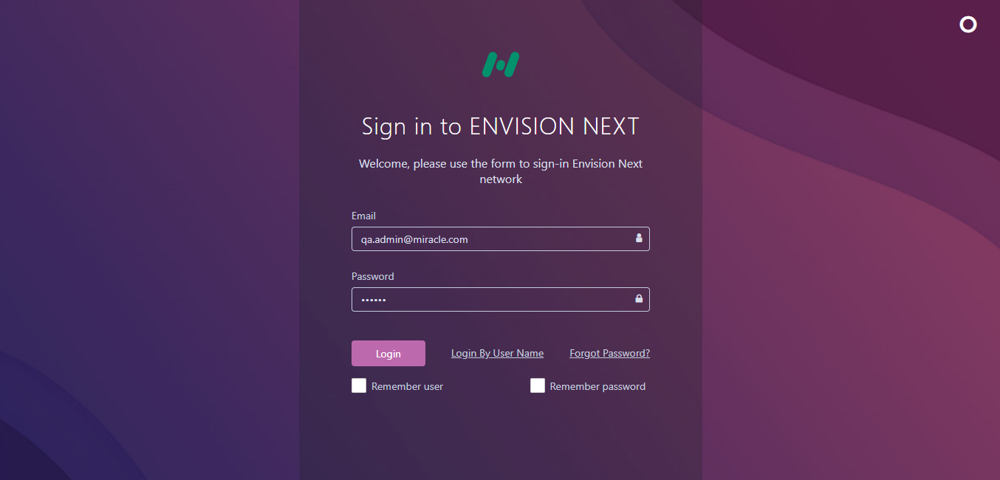 Sign in to ENVISION NEXT
Welcome, please use the form to sign-in Envision Next
network
Email
qa.admin@miracle.com
Password
••••••
Login
Login By User Name
Forgot Password?
Remember user
Remember password